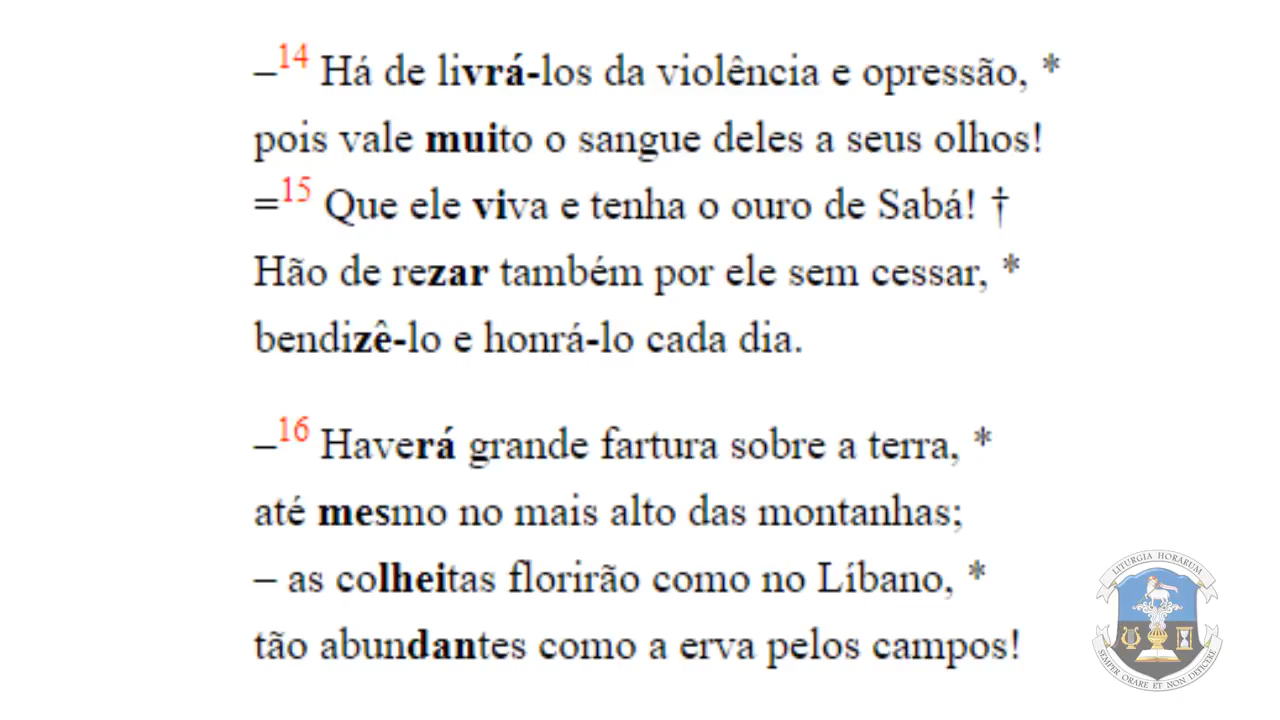 –14 Há de livrá-los da violência e opressão, *
pois vale muito o sangue deles a seus olhos!
=15 Que ele viva e tenha o ouro de Sabá! †
Hão de rezar também por ele sem cessar, *
bendizê-lo e honrá-lo cada dia.
–16 Haverá grande fartura sobre a terra, *
até mesmo no mais alto das montanhas;
– as colheitas florirão como no Líbano, *
tão abundantes como a erva pelos campos!
LITURGIA HORARUM
SEMPER ORARE ET NON DEFICERE